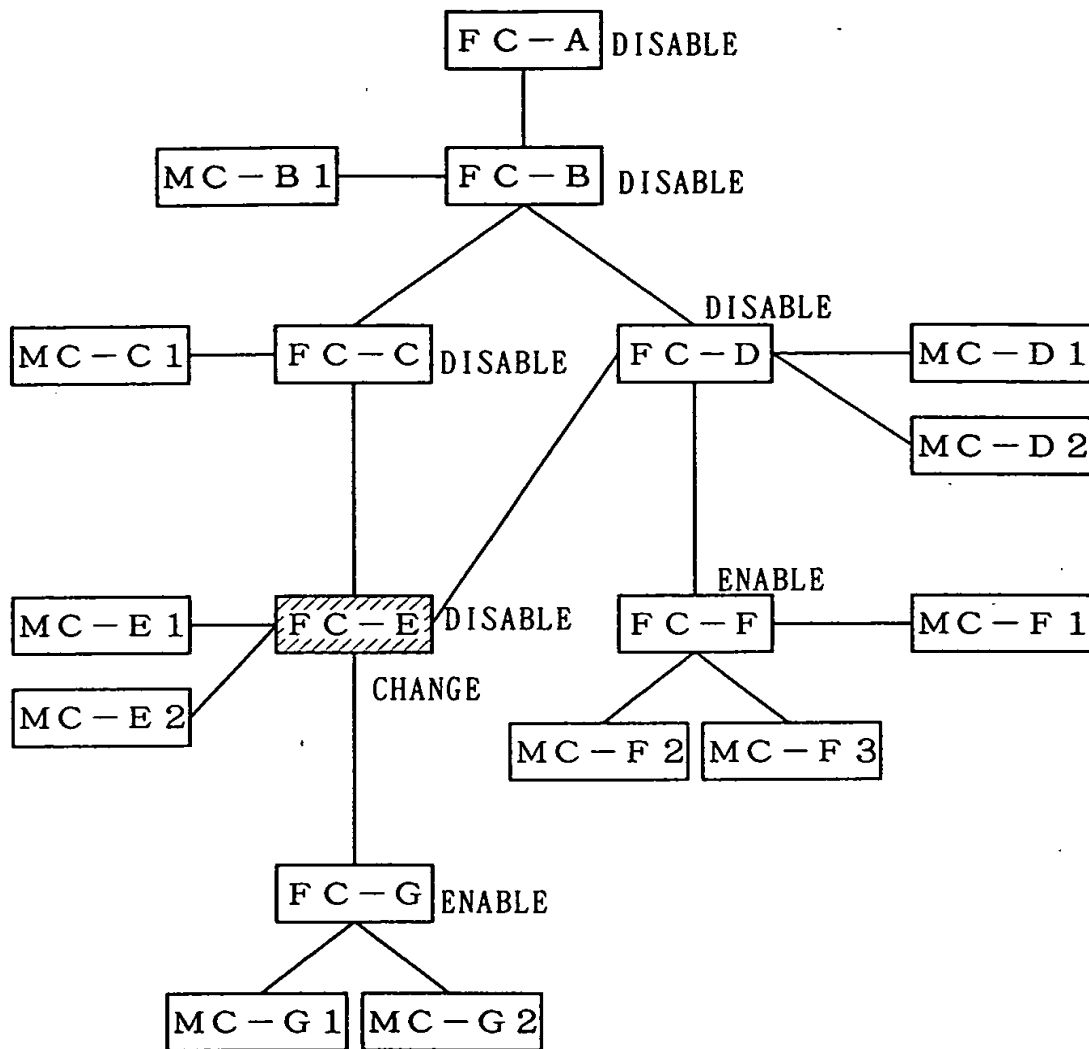 FC-A DISABLE
MC-B1 FC-B DISABLE
DISABLE
MC-C1 FC-C DISABLE FC-D MC-D1
MC-D2
ENABLE
MC-E1 FC-E DISABLE FC-F MC-F1
CHANGE
MC-E2
MC-F2 MC-F3
FC-G ENABLE
MC-G1 MC-G2